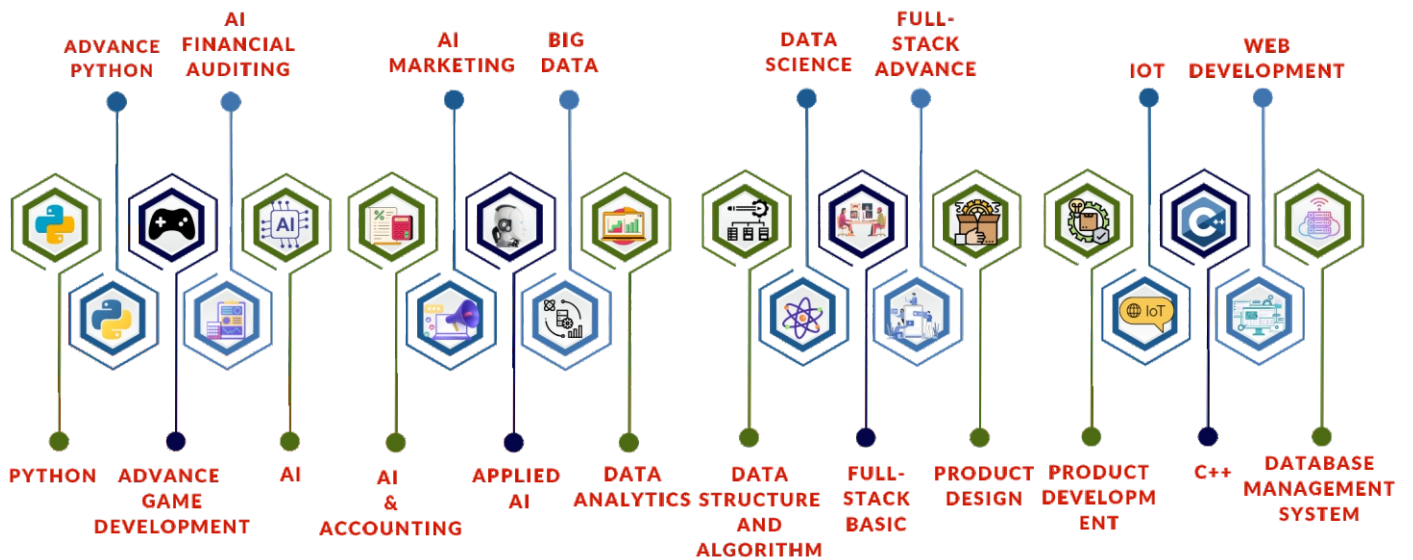 ADVANCE
PYTHON
AI
FINANCIAL
AUDITING
AI
MARKETING
BIG
DATA
DATA
SCIENCE
FULL-
STACK
ADVANCE
IOT
WEB
DEVELOPMENT
AI
IoT
C++
PYTHON
ADVANCE
GAME
DEVELOPMENT
AI
AI
&
ACCOUNTING
APPLIED
AI
DATA
ANALYTICS
DATA
STRUCTURE
AND
ALGORITHM
FULL-
STACK
BASIC
PRODUCT
DESIGN
PRODUCT
DEVELOPM
ENT
C++
DATABASE
MANAGEMENT
SYSTEM